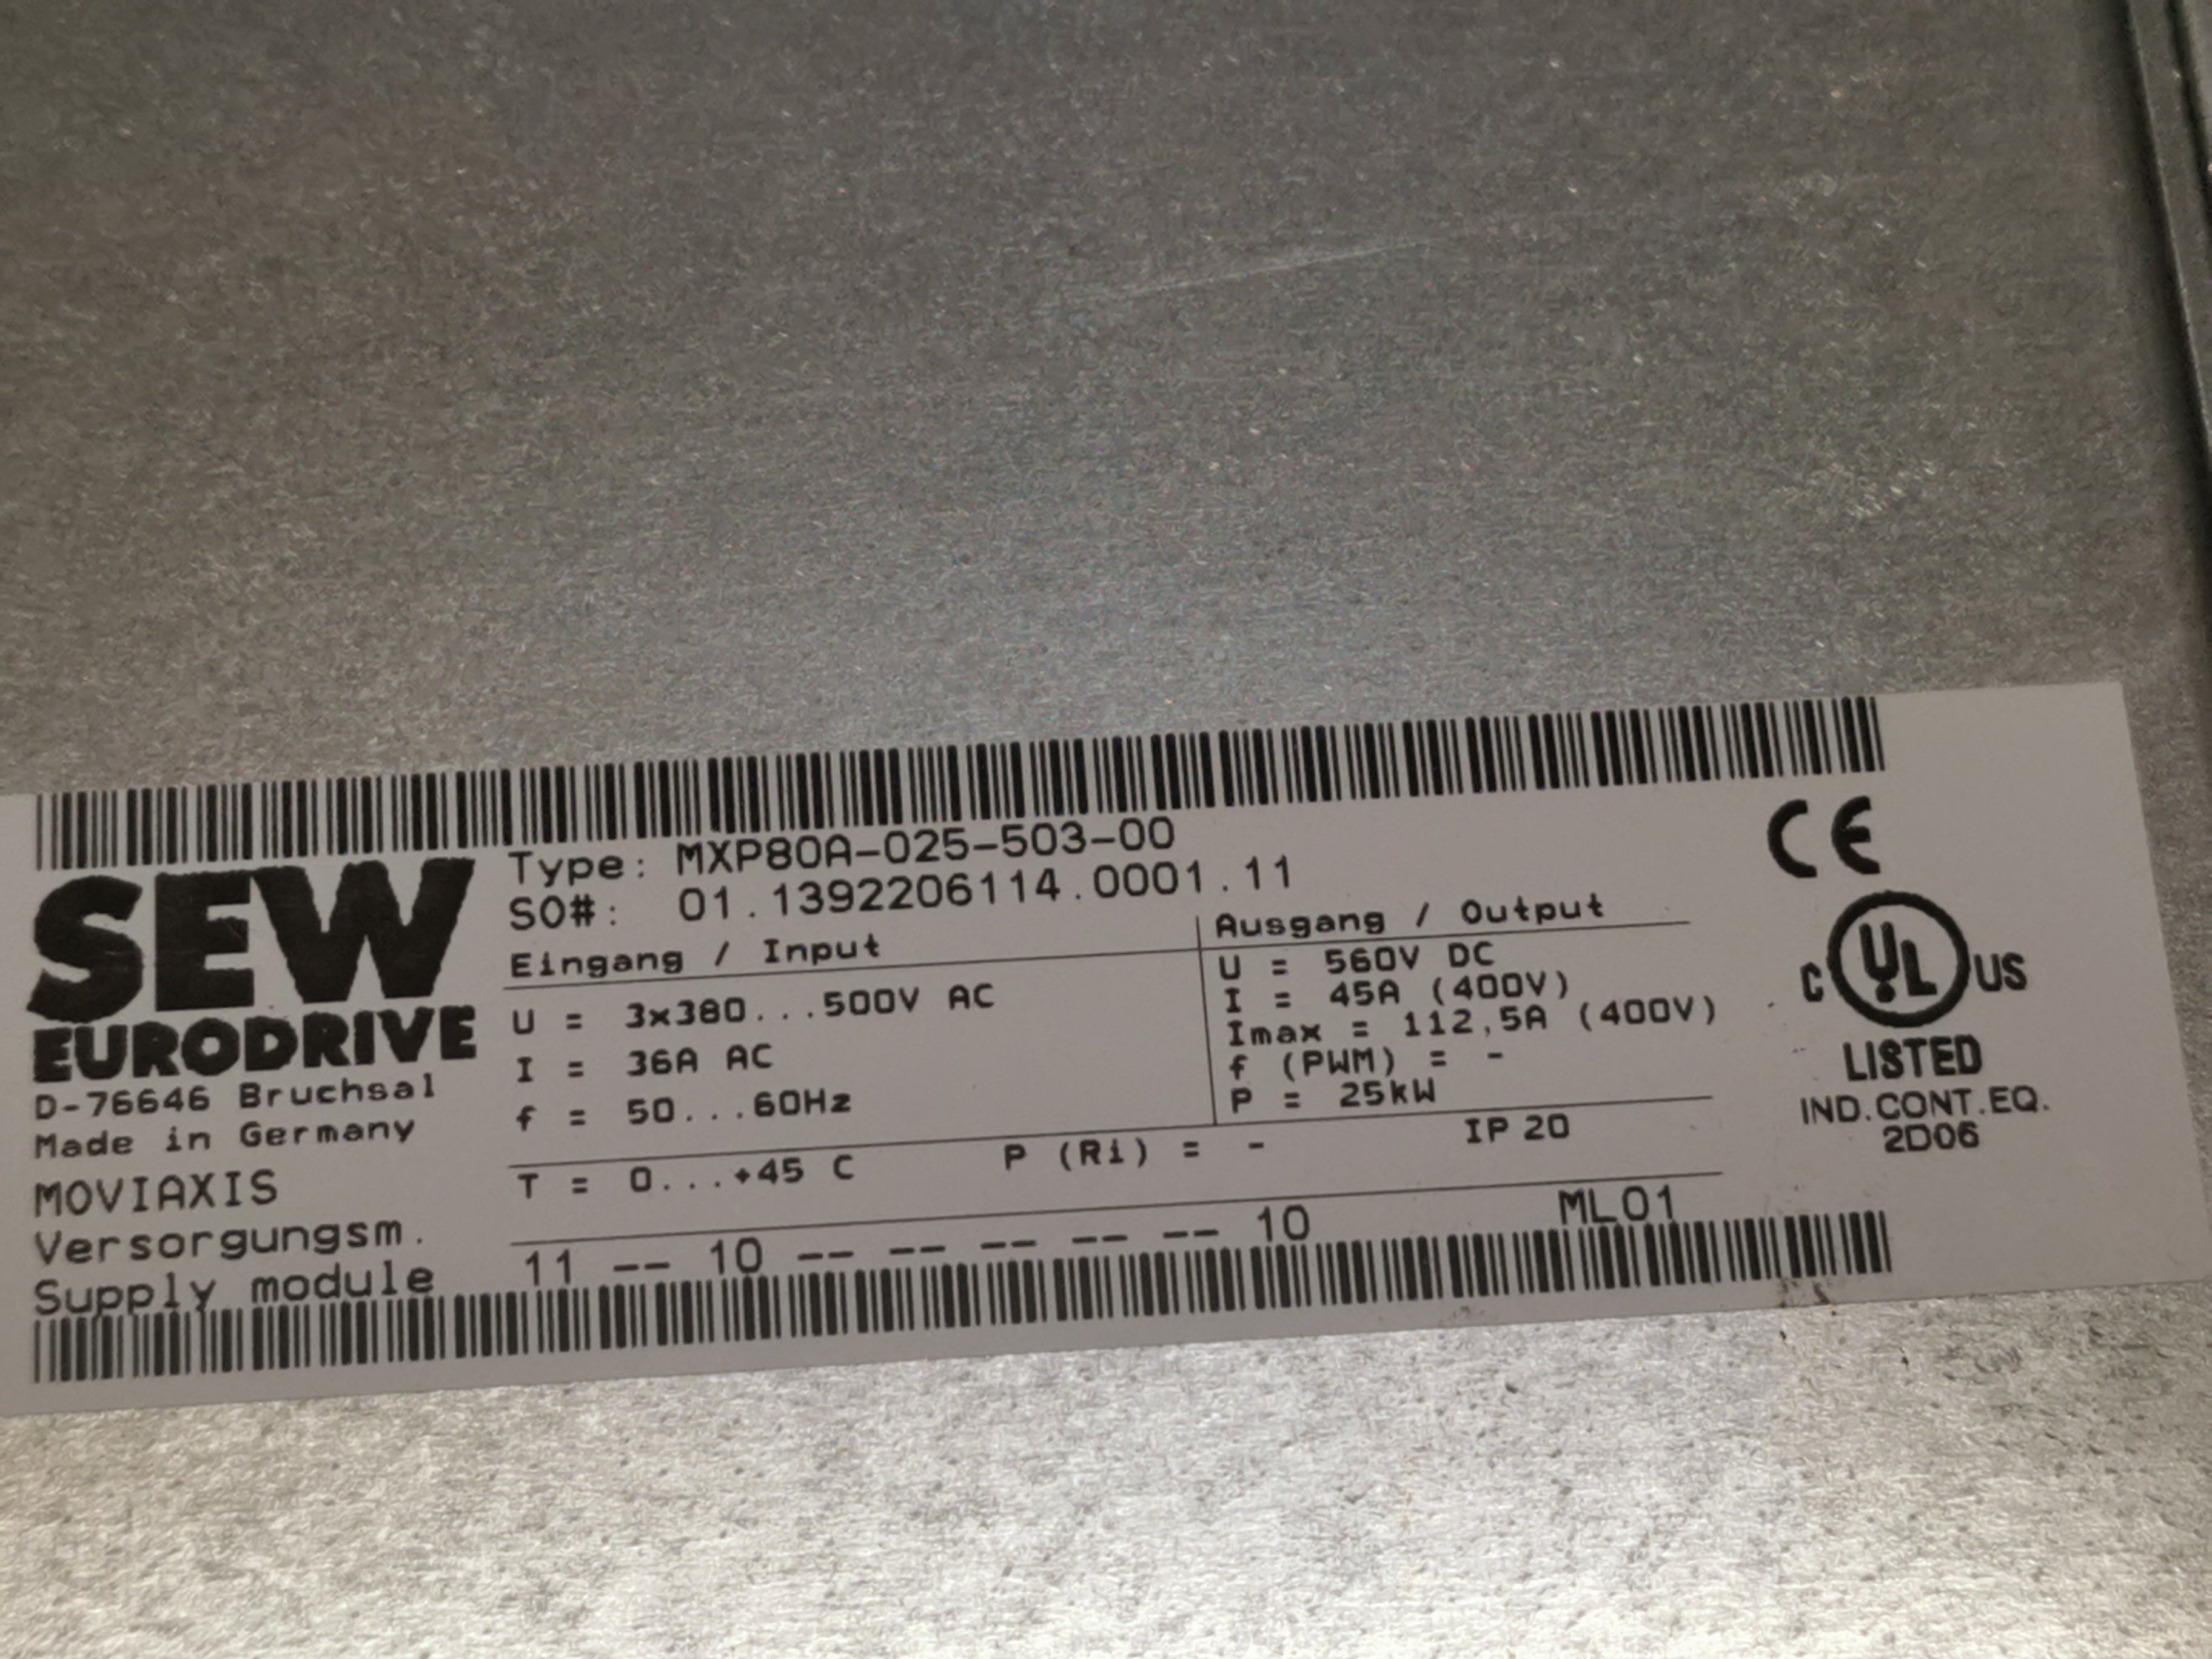 SEW
EURODRIVE
D-76646 Bruchsal
Made in Germany
MOVIAXIS
Versorgungsm.
Supply module
Type: MXP80A-025-503-00
SO#: 01.1392206114.0001.11
Eingang / Input
U = 3x380...500V AC
I = 36A AC
f = 50...60Hz
Ausgang / Output
U = 560V DC
I = 45A (400V)
Imax = 112,5A (400V)
f (PWM) = -
P = 25kW
T = 0...+45 C P (Ri) = - IP 20
11 -- 10 -- -- -- -- -- 10 ML01
CE
C UL US
LISTED
IND.CONT.EQ.
2D06